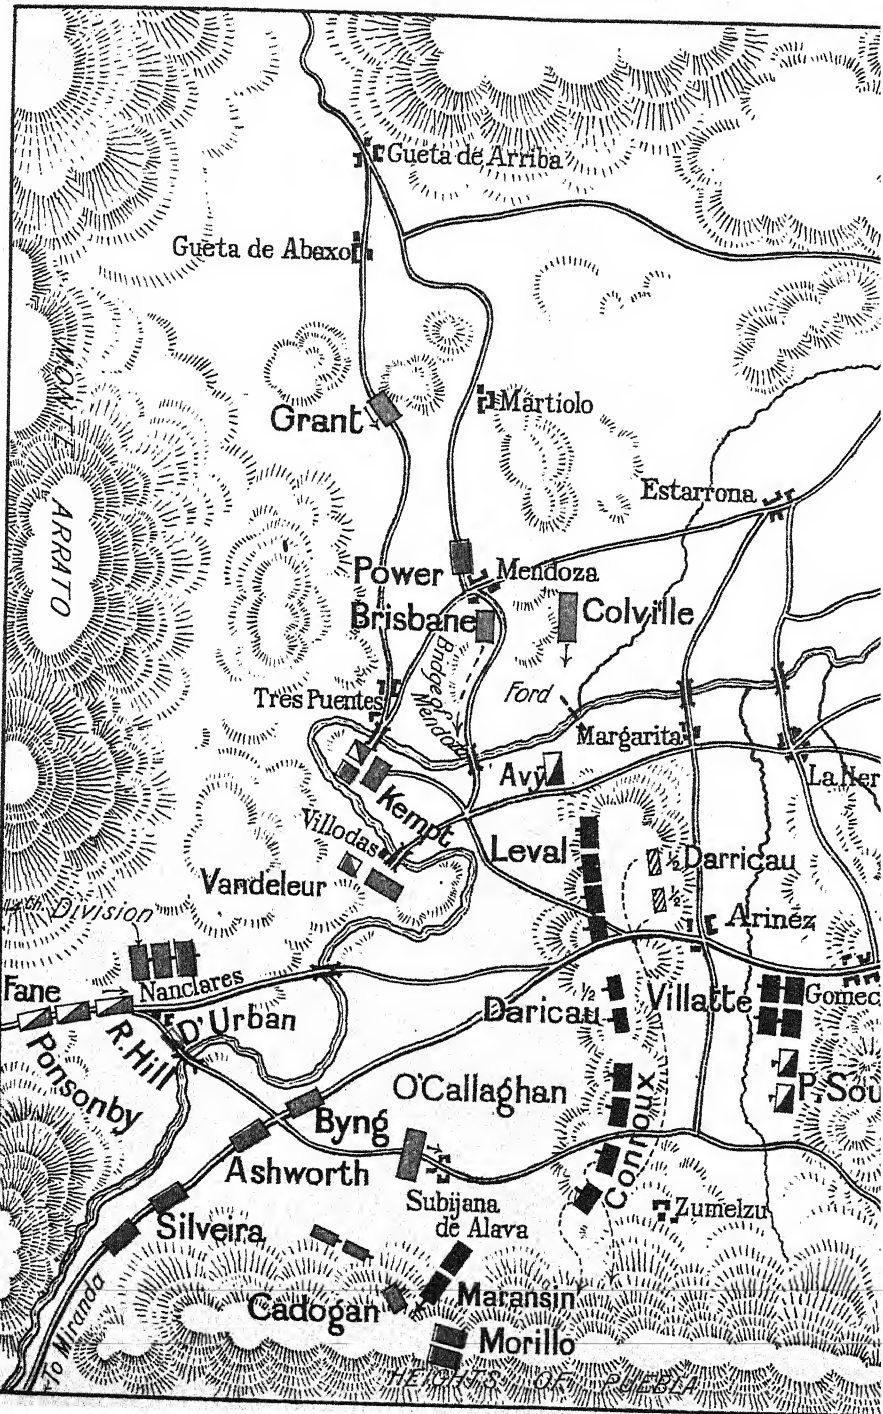 Gueta de Arriba
Gueta de Abaxo
MONTE
ARRATO
Martiolo
Grant
Estarrona
Power
Mendoza
Brisbane
Colville
Bridge of
Mendoza
Tres Puentes
Ford
Margarita
Avy
La Her
Kempt
Villodas
Leval
½ Darricau
½
Vandeleur
Arinez
Division
Nanclares
Fane
Ponsonby
R. Hill
D'Urban
½
Daricau
Villatte
Gomec
P. Sou
O'Callaghan
Byng
Ashworth
Conroux
Subijana
de Alava
Zumelzu
Silveira
Cadogan
Maransin
Morillo
To Miranda
HEIGHTS OF PUEBLA